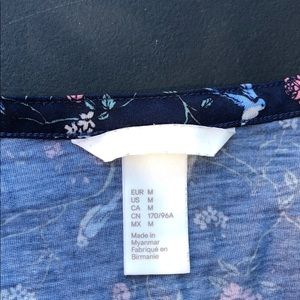 EUR M
US M
CA M
CN 170/96A
MX M
Made in
Myanmar
Fabriqué en
Birmanie